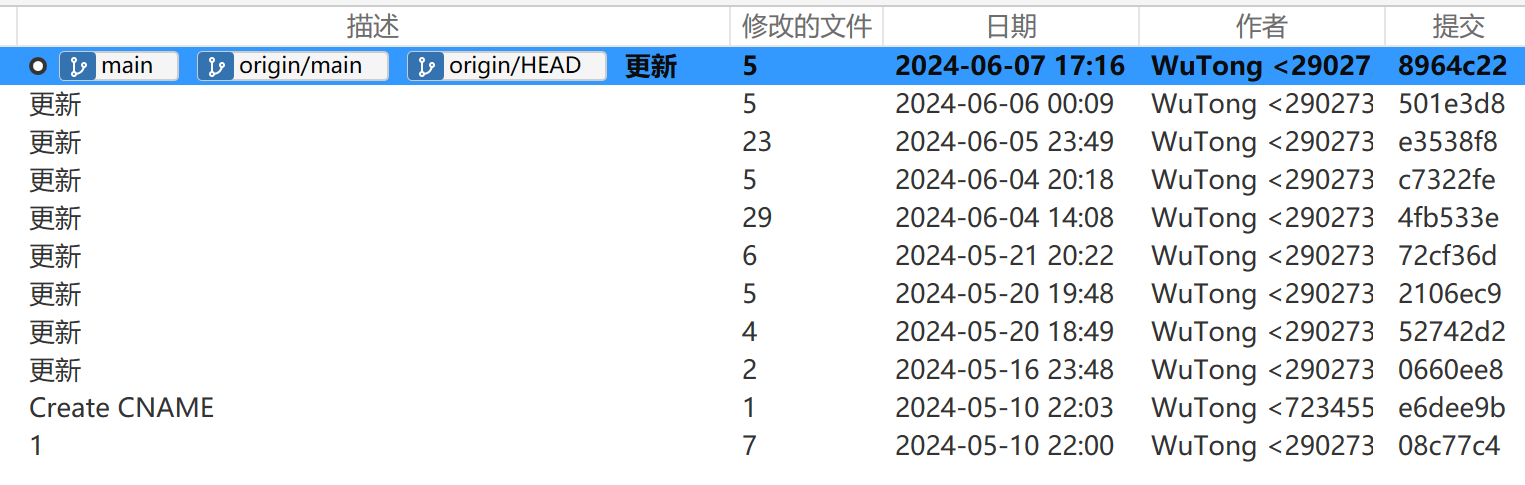 描述 修改的文件 日期 作者 提交
main origin/main origin/HEAD 更新 5 2024-06-07 17:16 WuTong <29027 8964c22
更新 5 2024-06-06 00:09 WuTong <290273 501e3d8
更新 23 2024-06-05 23:49 WuTong <290273 e3538f8
更新 5 2024-06-04 20:18 WuTong <290273 c7322fe
更新 29 2024-06-04 14:08 WuTong <290273 4fb533e
更新 6 2024-05-21 20:22 WuTong <290273 72cf36d
更新 5 2024-05-20 19:48 WuTong <290273 2106ec9
更新 4 2024-05-20 18:49 WuTong <290273 52742d2
更新 2 2024-05-16 23:48 WuTong <290273 0660ee8
Create CNAME 1 2024-05-10 22:03 WuTong <723455 e6dee9b
1 7 2024-05-10 22:00 WuTong <290273 08c77c4